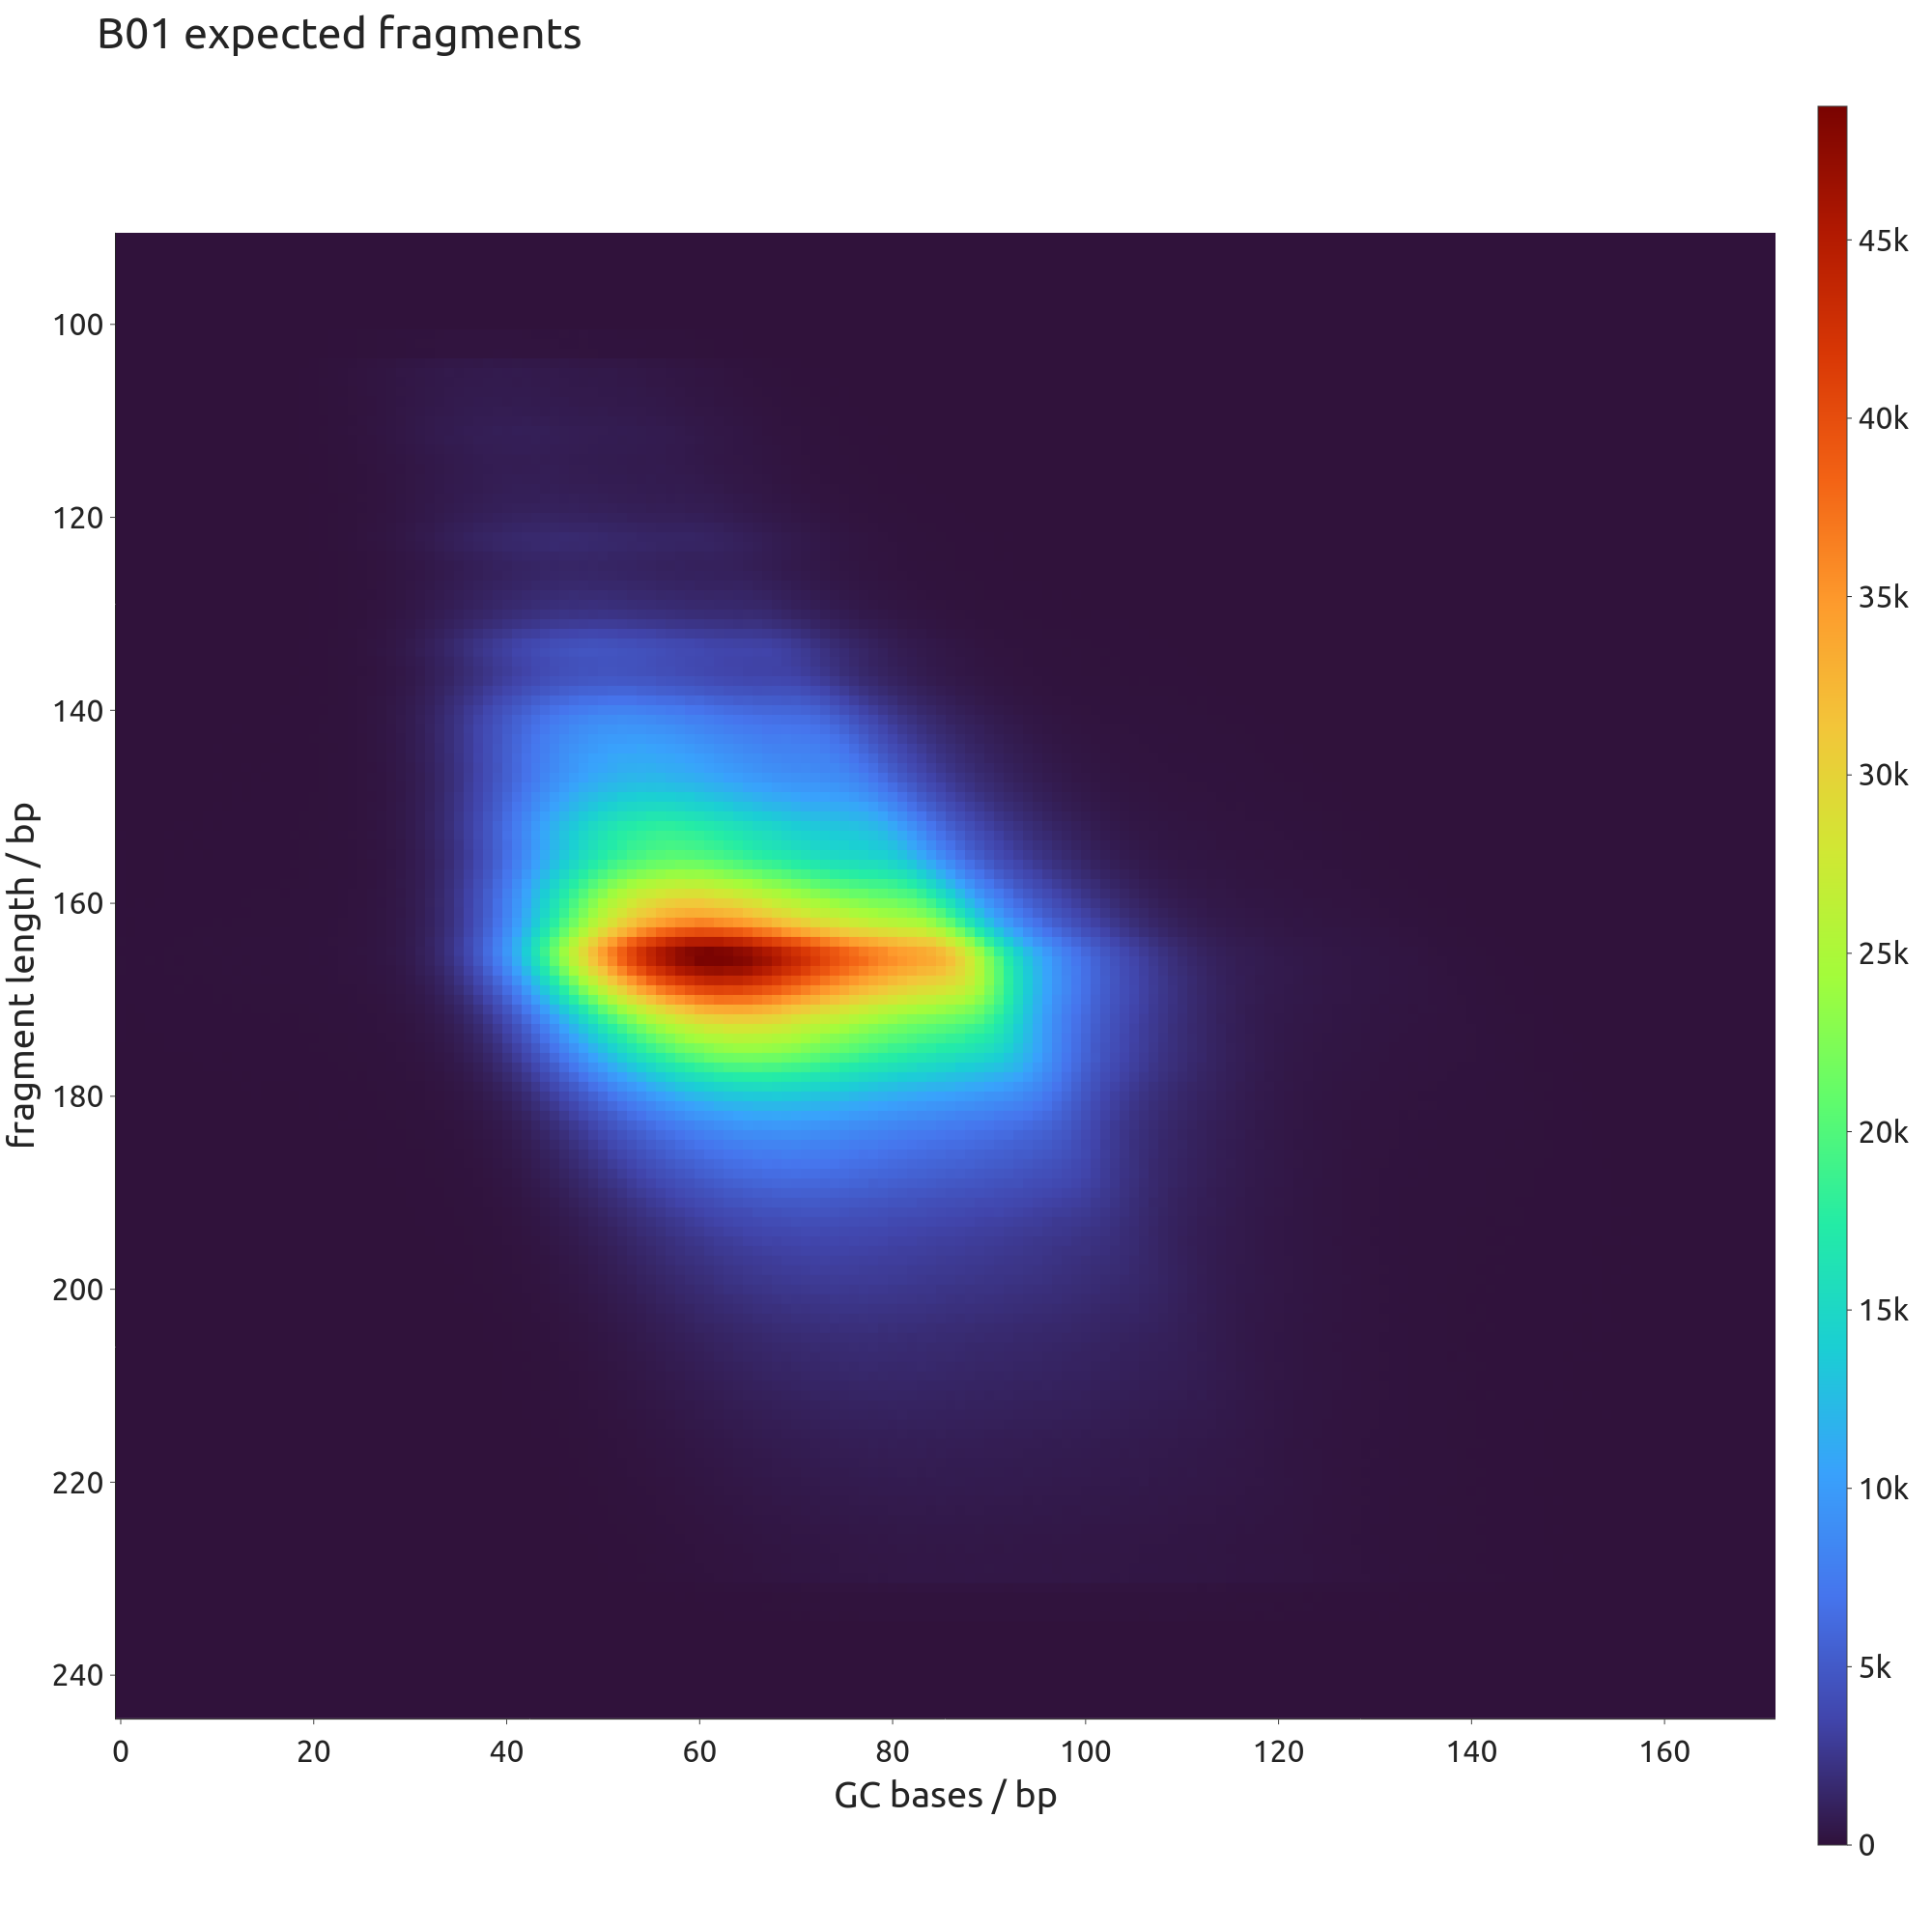 B01 expected fragments
45k
40k
35k
30k
25k
20k
15k
10k
5k
0
fragment length / bp
100
120
140
160
180
200
220
240
0 20 40 60 80 100 120 140 160
GC bases / bp